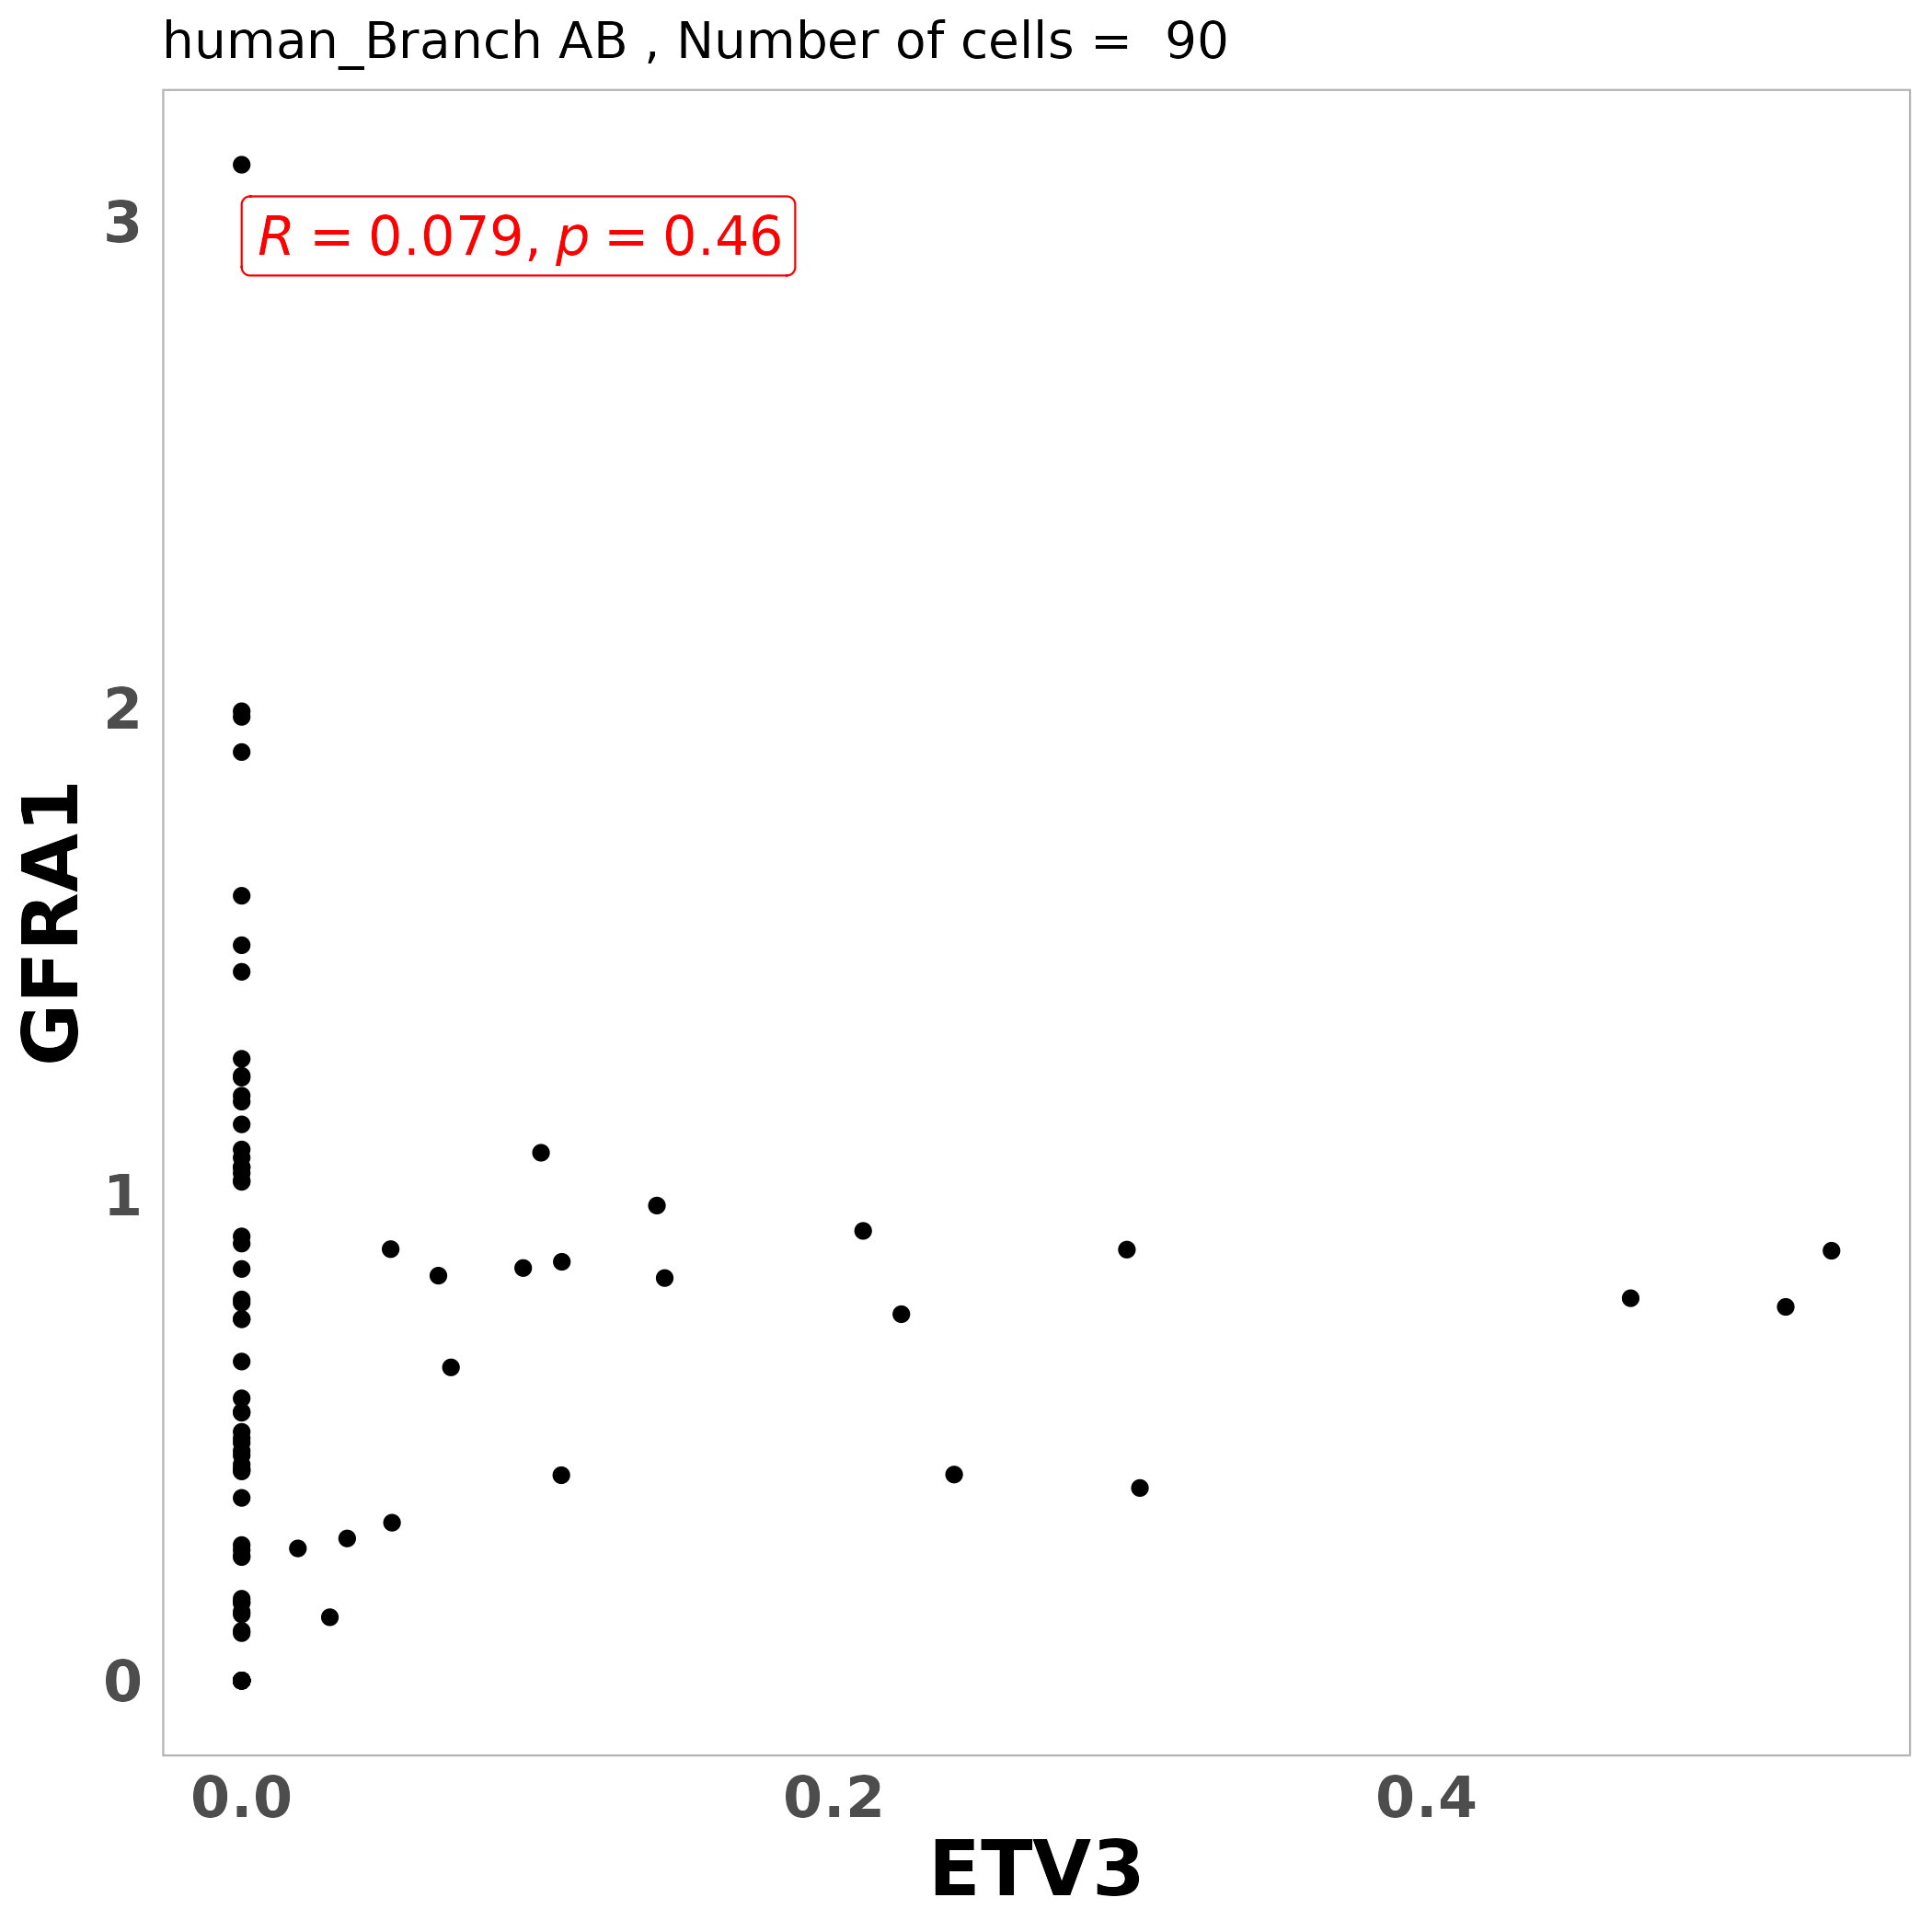 human_Branch AB , Number of cells =  90
R = 0.079, p = 0.46
3
2
1
0
GFRA1
0.0 0.2 0.4
ETV3